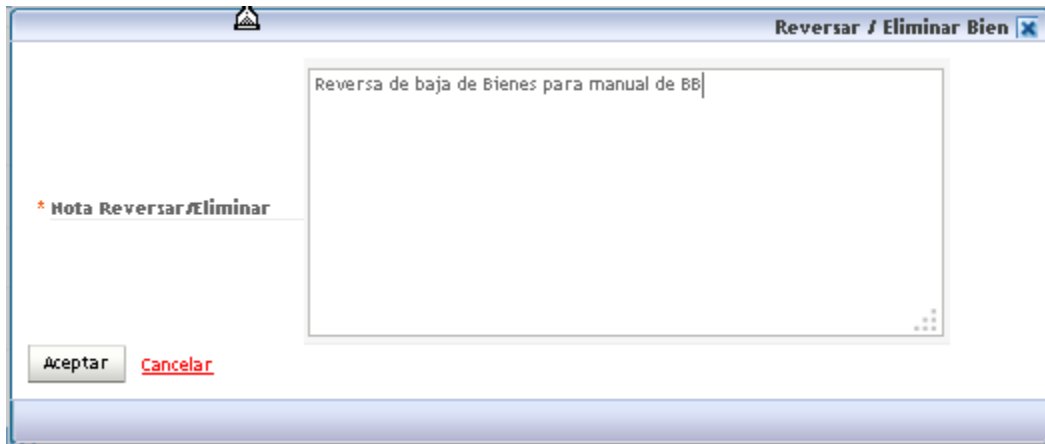 Reversar / Eliminar Bien
Reversa de baja de Bienes para manual de BB
* Nota Reversar/Eliminar
Aceptar Cancelar